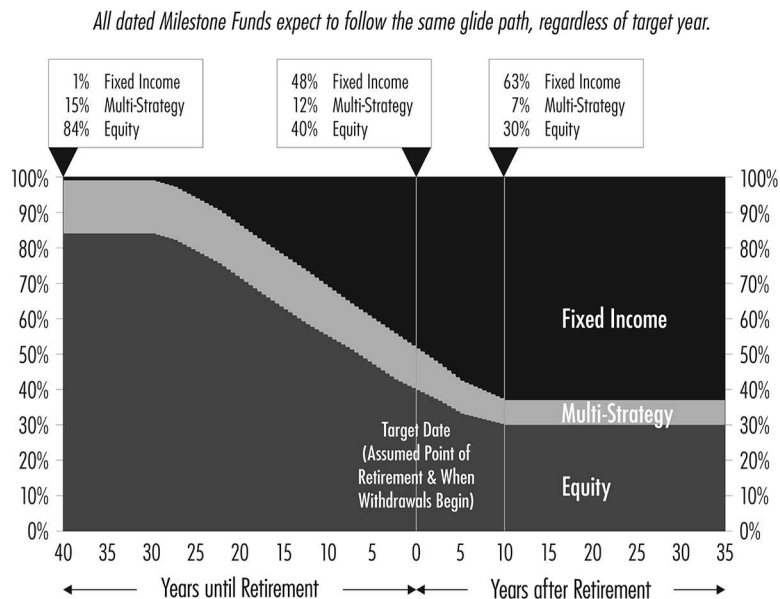 All dated Milestone Funds expect to follow the same glide path, regardless of target year.
1% Fixed Income
15% Multi-Strategy
84% Equity
48% Fixed Income
12% Multi-Strategy
40% Equity
63% Fixed Income
7% Multi-Strategy
30% Equity
100%
90%
80%
70%
60%
50%
40%
30%
20%
10%
0%
100%
90%
80%
70%
60%
50%
40%
30%
20%
10%
0%
Fixed Income
Multi-Strategy
Equity
Target Date
(Assumed Point of
Retirement & When
Withdrawals Begin)
40 35 30 25 20 15 10 5 0 5 10 15 20 25 30 35
Years until Retirement
Years after Retirement